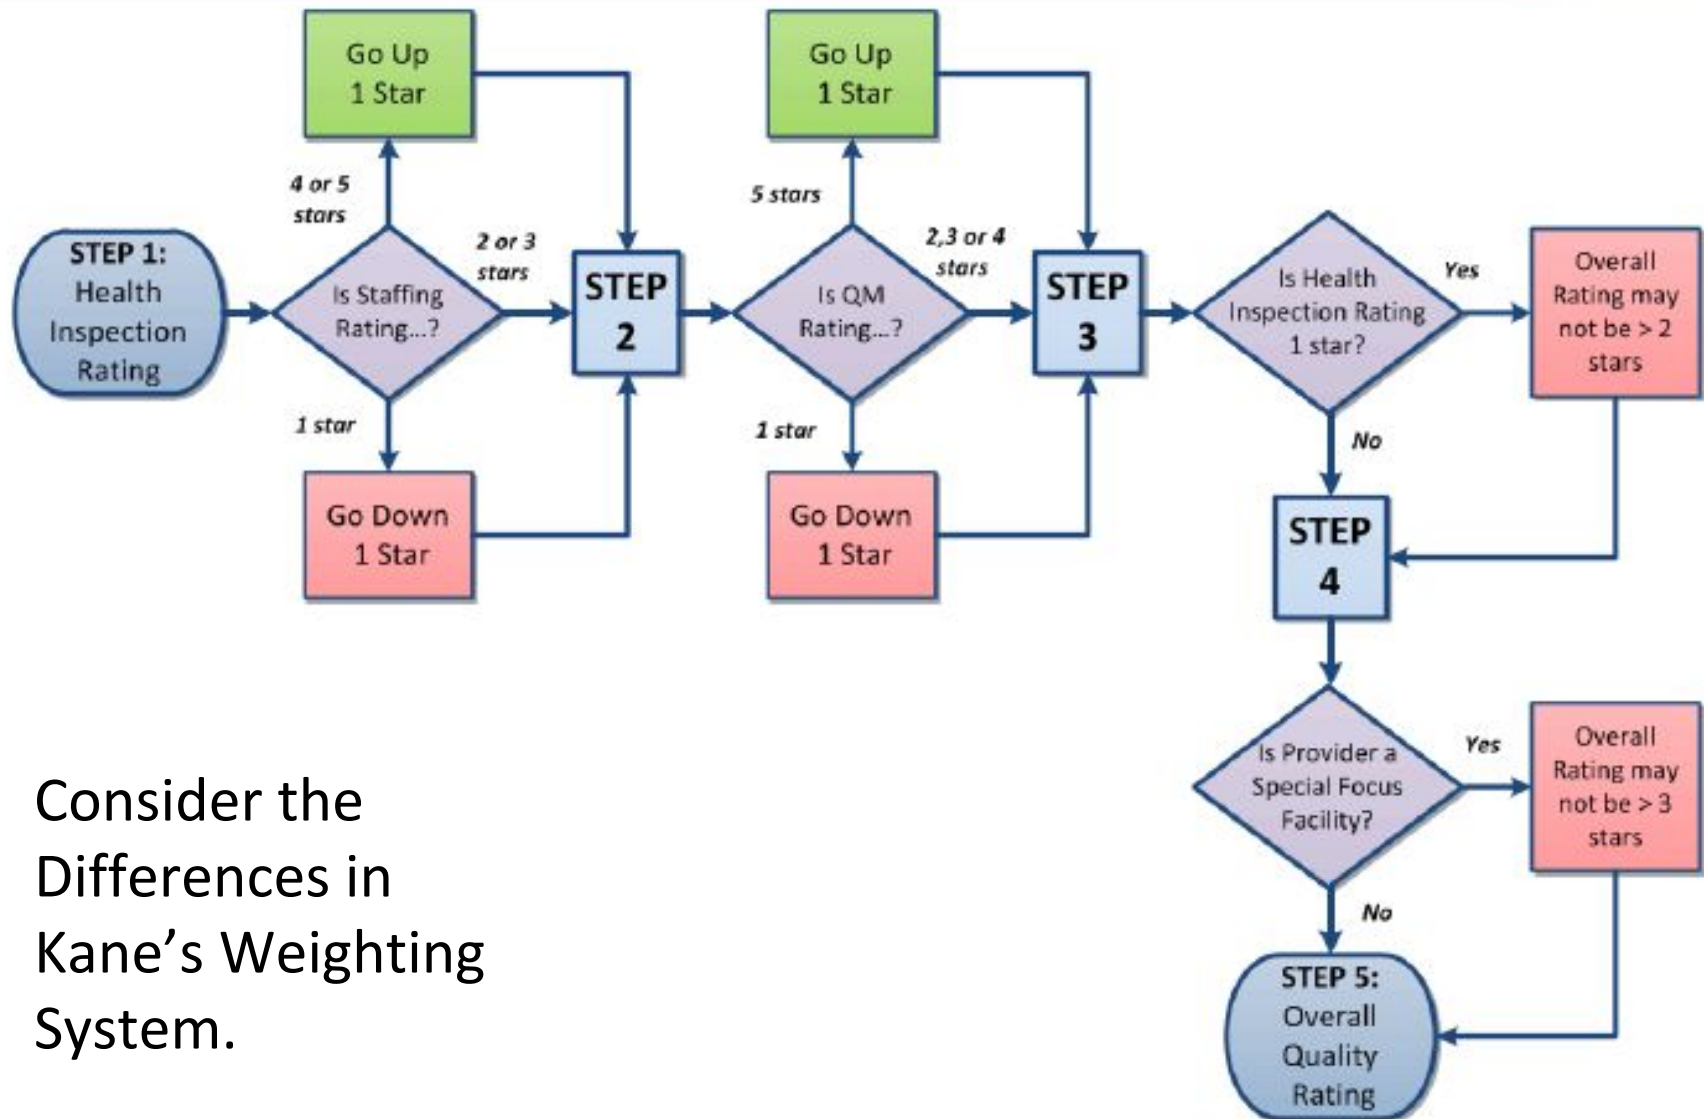 STEP 1:
Health
Inspection
Rating
Is Staffing
Rating...?
4 or 5
stars
Go Up
1 Star
2 or 3
stars
1 star
Go Down
1 Star
STEP
2
Is QM
Rating...?
5 stars
Go Up
1 Star
2,3 or 4
stars
1 star
Go Down
1 Star
STEP
3
Is Health
Inspection Rating
1 star?
Yes
Overall
Rating may
not be > 2
stars
No
STEP
4
Is Provider a
Special Focus
Facility?
Yes
Overall
Rating may
not be > 3
stars
No
STEP 5:
Overall
Quality
Rating
Consider the
Differences in
Kane’s Weighting
System.